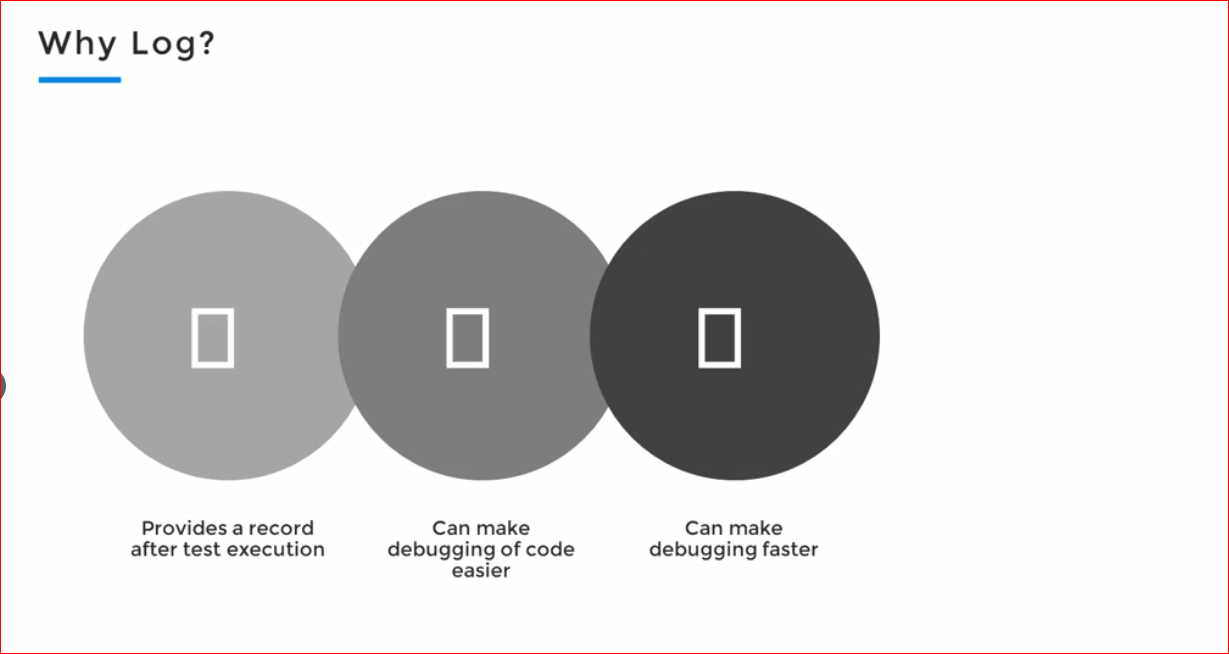 Why Log?
Provides a record
after test execution
Can make
debugging of code
easier
Can make
debugging faster